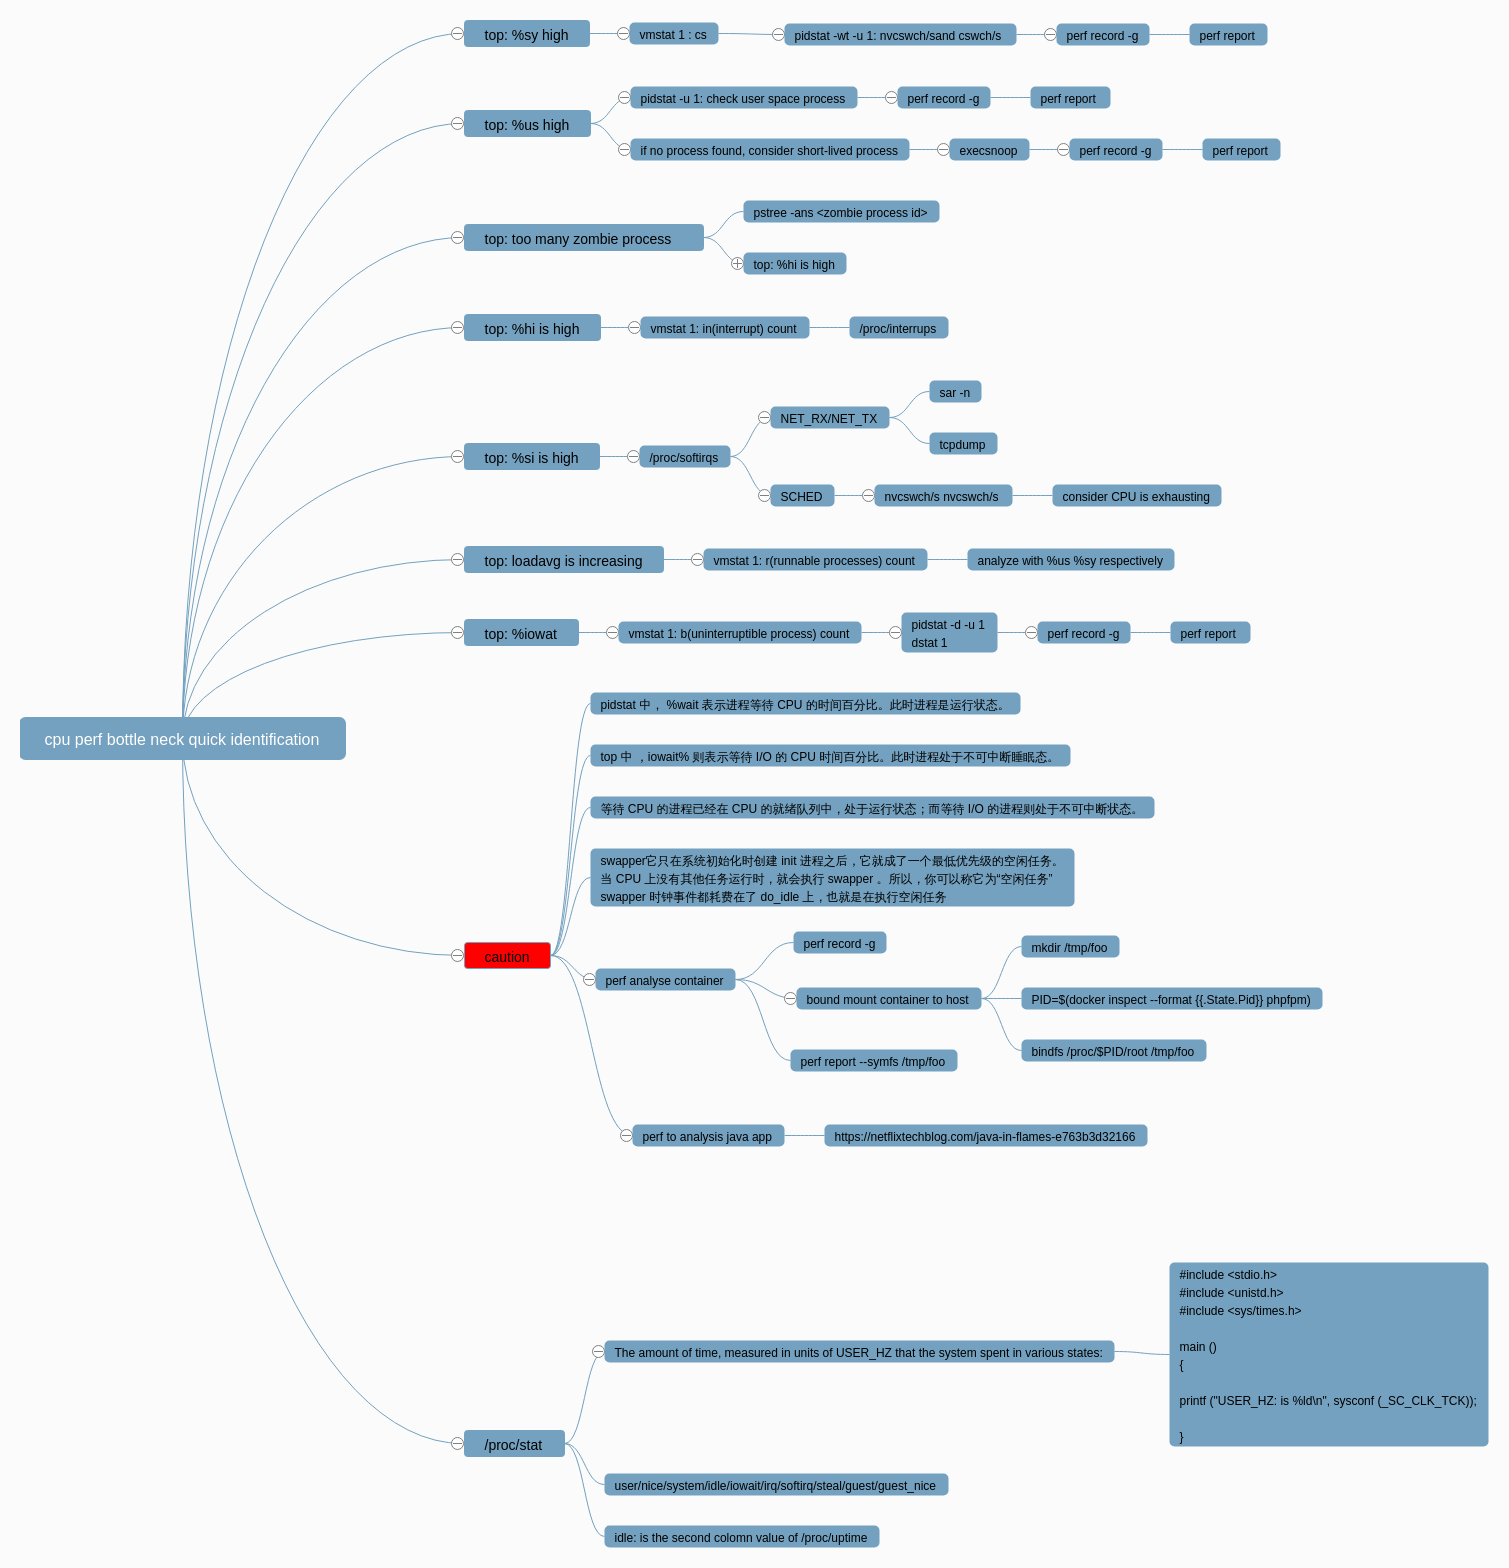 cpu perf bottle neck quick identification
top: %sy high
vmstat 1 : cs
pidstat -wt -u 1: nvcswch/sand cswch/s
perf record -g
perf report
top: %us high
pidstat -u 1: check user space process
perf record -g
perf report
if no process found, consider short-lived process
execsnoop
perf record -g
perf report
top: too many zombie process
pstree -ans <zombie process id>
top: %hi is high
top: %hi is high
vmstat 1: in(interrupt) count
/proc/interrups
top: %si is high
/proc/softirqs
NET_RX/NET_TX
sar -n
tcpdump
SCHED
nvcswch/s nvcswch/s
consider CPU is exhausting
top: loadavg is increasing
vmstat 1: r(runnable processes) count
analyze with %us %sy respectively
top: %iowat
vmstat 1: b(uninterruptible process) count
pidstat -d -u 1
dstat 1
perf record -g
perf report
caution
pidstat 中， %wait 表示进程等待 CPU 的时间百分比。此时进程是运行状态。
top 中 ，iowait% 则表示等待 I/O 的 CPU 时间百分比。此时进程处于不可中断睡眠态。
等待 CPU 的进程已经在 CPU 的就绪队列中，处于运行状态；而等待 I/O 的进程则处于不可中断状态。
swapper它只在系统初始化时创建 init 进程之后，它就成了一个最低优先级的空闲任务。
当 CPU 上没有其他任务运行时，就会执行 swapper 。所以，你可以称它为“空闲任务”
swapper 时钟事件都耗费在了 do_idle 上，也就是在执行空闲任务
perf analyse container
perf record -g
bound mount container to host
mkdir /tmp/foo
PID=$(docker inspect --format {{.State.Pid}} phpfpm)
bindfs /proc/$PID/root /tmp/foo
perf report --symfs /tmp/foo
perf to analysis java app
https://netflixtechblog.com/java-in-flames-e763b3d32166
/proc/stat
The amount of time, measured in units of USER_HZ that the system spent in various states:
#include <stdio.h>
#include <unistd.h>
#include <sys/times.h>
main ()
{
printf ("USER_HZ: is %ld\n", sysconf (_SC_CLK_TCK));
}
user/nice/system/idle/iowait/irq/softirq/steal/guest/guest_nice
idle: is the second colomn value of /proc/uptime